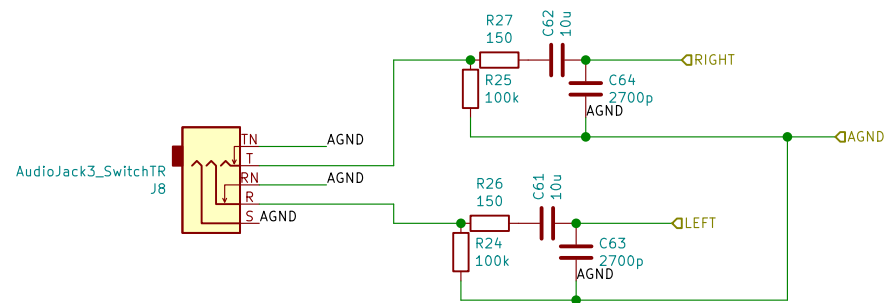 R27
150
C62
10u
RIGHT
R25
100k
C64
2700p
AGND
AGND
TN
AGND
T
AudioJack3_SwitchTR
J8
RN
AGND
R
S
AGND
R26
150
C61
10u
LEFT
R24
100k
C63
2700p
AGND